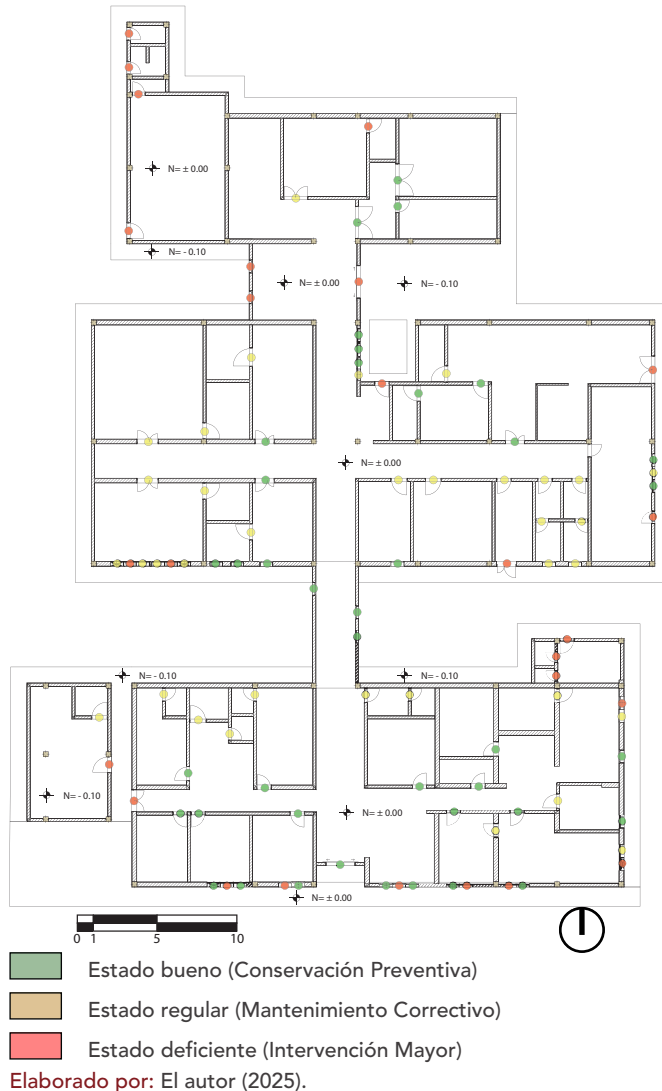 N= ± 0.00
N= - 0.10
N= ± 0.00
N= - 0.10
N= ± 0.00
N= - 0.10
N= - 0.10
N= - 0.10
N= ± 0.00
N= ± 0.00
0 1 5 10
Estado bueno (Conservación Preventiva)
Estado regular (Mantenimiento Correctivo)
Estado deficiente (Intervención Mayor)
Elaborado por: El autor (2025).